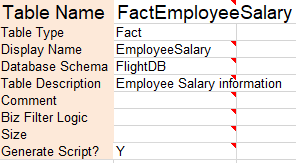 Table Name FactEmployeeSalary
Table Type Fact
Display Name EmployeeSalary
Database Schema FlightDB
Table Description Employee Salary information
Comment
Biz Filter Logic
Size
Generate Script? Y